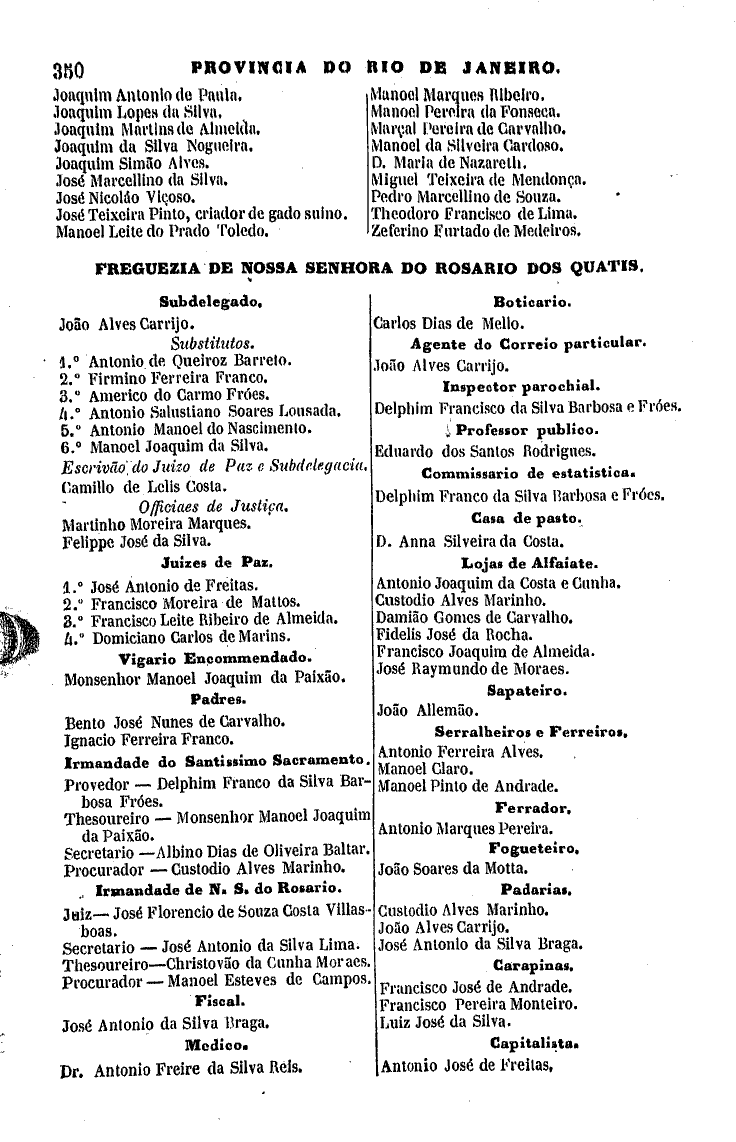 350 PROVINCIA DO RIO DE JANEIRO.
Joaquim Antonio de Paula.
Joaquim Lopes da Silva.
Joaquim Martins de Almeida.
Joaquim da Silva Nogueira.
Joaquim Simão Alves.
José Marcellino da Silva.
José Nicoláo Viçoso.
José Teixeira Pinto, criador de gado suino.
Manoel Leite do Prado Toledo.
Manoel Marques Ribeiro.
Manoel Pereira da Fonseca.
Marçal Pereira de Carvalho.
Manoel da Silveira Cardoso.
D. Maria de Nazareth.
Miguel Teixeira de Mendonça.
Pedro Marcellino de Souza.
Theodoro Francisco de Lima.
Zeferino Furtado de Medeiros.
FREGUEZIA DE NOSSA SENHORA DO ROSARIO DOS QUATIS.
Subdelegado.
João Alves Carrijo.
Substitutos.
1.º Antonio de Queiroz Barreto.
2.º Firmino Ferreira Franco.
3.º Americo do Carmo Fróes.
4.º Antonio Salustiano Soares Lousada.
5.º Antonio Manoel do Nascimento.
6.º Manoel Joaquim da Silva.
Escrivão do Juizo de Paz e Subdelegacia.
Camillo de Lelis Costa.
Officiaes de Justiça.
Martinho Moreira Marques.
Felippe José da Silva.
Juizes de Paz.
1.º José Antonio de Freitas.
2.º Francisco Moreira de Mattos.
3.º Francisco Leite Ribeiro de Almeida.
4.º Domiciano Carlos de Marins.
Vigario Encommendado.
Monsenhor Manoel Joaquim da Paixão.
Padres.
Bento José Nunes de Carvalho.
Ignacio Ferreira Franco.
Irmandade do Santissimo Sacramento.
Provedor — Delphim Franco da Silva Bar-
bosa Fróes.
Thesoureiro — Monsenhor Manoel Joaquim
da Paixão.
Secretario —Albino Dias de Oliveira Baltar.
Procurador — Custodio Alves Marinho.
Irmandade de N. S. do Rosario.
Juiz— José Florencio de Souza Costa Villas-
boas.
Secretario — José Antonio da Silva Lima.
Thesoureiro—Christovão da Cunha Moraes.
Procurador — Manoel Esteves de Campos.
Fiscal.
José Antonio da Silva Braga.
Medico.
Dr. Antonio Freire da Silva Reis.
Boticario.
Carlos Dias de Mello.
Agente do Correio particular.
João Alves Carrijo.
Inspector parochial.
Delphim Francisco da Silva Barbosa e Fróes.
Professor publico.
Eduardo dos Santos Rodrigues.
Commissario de estatistica.
Delphim Franco da Silva Barbosa e Fróes.
Casa de pasto.
D. Anna Silveira da Costa.
Lojas de Alfaiate.
Antonio Joaquim da Costa e Cunha.
Custodio Alves Marinho.
Damião Gomes de Carvalho.
Fidelis José da Rocha.
Francisco Joaquim de Almeida.
José Raymundo de Moraes.
Sapateiro.
João Allemão.
Serralheiros e Ferreiros.
Antonio Ferreira Alves.
Manoel Claro.
Manoel Pinto de Andrade.
Ferrador.
Antonio Marques Pereira.
Fogueteiro.
João Soares da Motta.
Padarias.
Custodio Alves Marinho.
João Alves Carrijo.
José Antonio da Silva Braga.
Carapinas.
Francisco José de Andrade.
Francisco Pereira Monteiro.
Luiz José da Silva.
Capitalista.
Antonio José de Freitas.